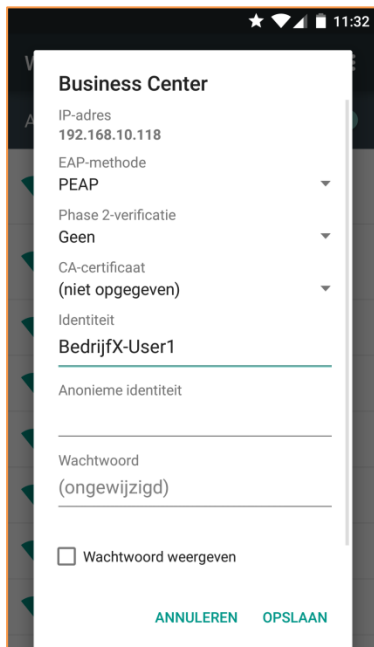 11:32
Business Center
IP-adres
192.168.10.118
EAP-methode
PEAP
Phase 2-verificatie
Geen
CA-certificaat
(niet opgegeven)
Identiteit
BedrijfX-User1
Anonieme identiteit
Wachtwoord
(ongewijzigd)
Wachtwoord weergeven
ANNULEREN OPSLAAN